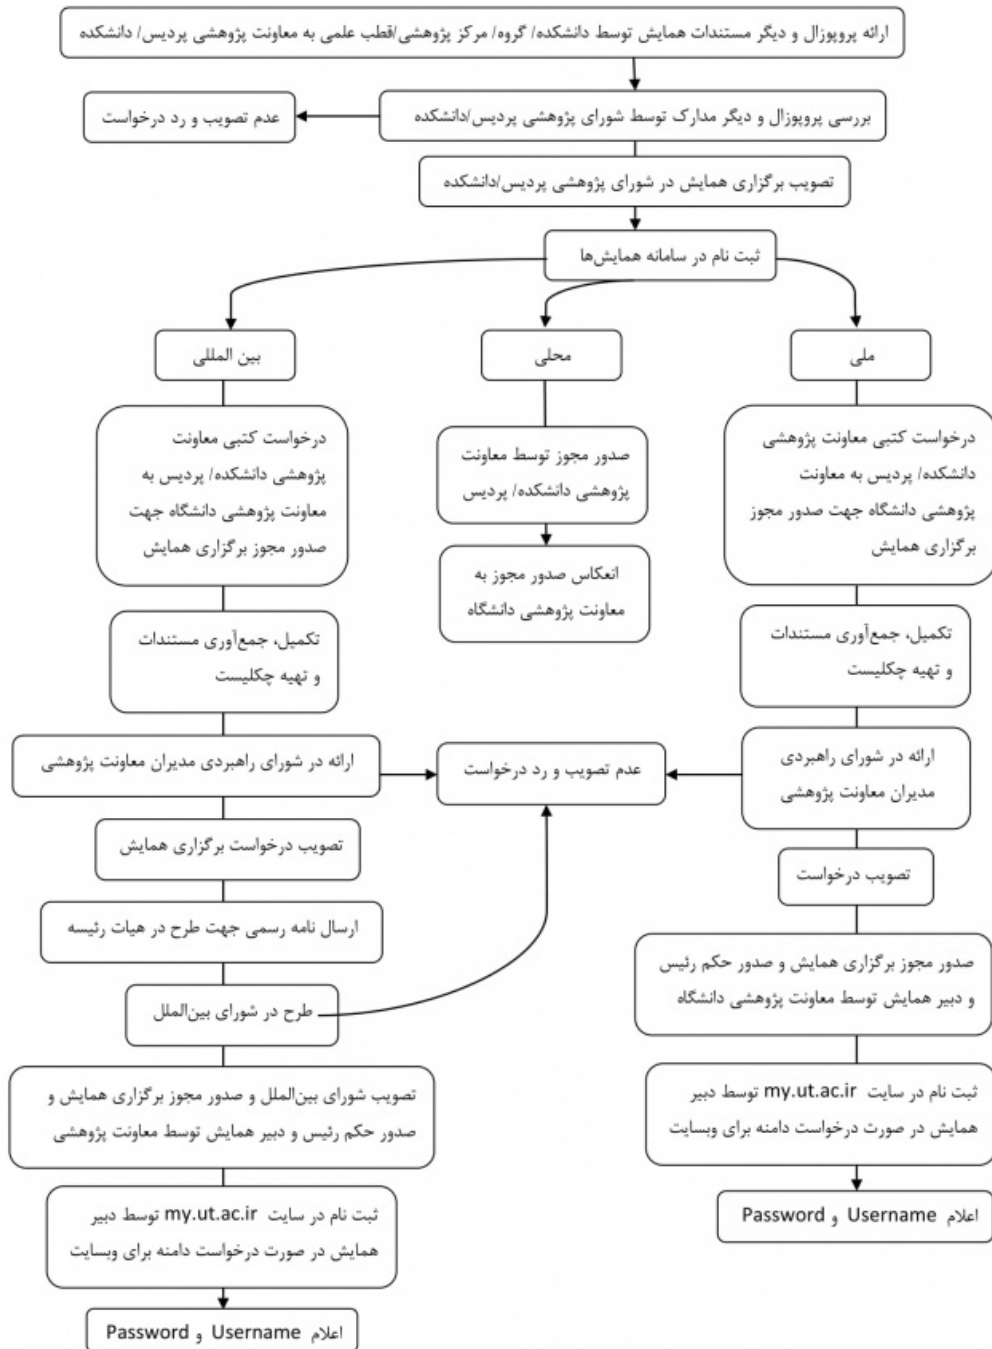 ارائه پروپوزال و دیگر مستندات همایش توسط دانشکده/ گروه/ مرکز پژوهشی/قطب علمی به معاونت پژوهشی پردیس/ دانشکده
بررسی پروپوزال و دیگر مدارک توسط شورای پژوهشی پردیس/دانشکده
عدم تصویب و رد درخواست
تصویب برگزاری همایش در شورای پژوهشی پردیس/دانشکده
ثبت نام در سامانه همایش‌ها
ملی
محلی
بین المللی
درخواست کتبی معاونت پژوهشی
دانشکده/ پردیس به معاونت
پژوهشی دانشگاه جهت صدور مجوز
برگزاری همایش
تکمیل، جمع‌آوری مستندات
و تهیه چکلیست
ارائه در شورای راهبردی
مدیران معاونت پژوهشی
تصویب درخواست
صدور مجوز برگزاری همایش و صدور حکم رئیس
و دبیر همایش توسط معاونت پژوهشی دانشگاه
ثبت نام در سایت my.ut.ac.ir توسط دبیر
همایش در صورت درخواست دامنه برای وبسایت
اعلام Username و Password
صدور مجوز توسط معاونت
پژوهشی دانشکده/ پردیس
انعکاس صدور مجوز به
معاونت پژوهشی دانشگاه
عدم تصویب و رد درخواست
درخواست کتبی معاونت
پژوهشی دانشکده/ پردیس به
معاونت پژوهشی دانشگاه جهت
صدور مجوز برگزاری همایش
تکمیل، جمع‌آوری مستندات
و تهیه چکلیست
ارائه در شورای راهبردی مدیران معاونت پژوهشی
تصویب درخواست برگزاری همایش
ارسال نامه رسمی جهت طرح در هیات رئیسه
طرح در شورای بین‌الملل
تصویب شورای بین‌الملل و صدور مجوز برگزاری همایش و
صدور حکم رئیس و دبیر همایش توسط معاونت پژوهشی
ثبت نام در سایت my.ut.ac.ir توسط دبیر
همایش در صورت درخواست دامنه برای وبسایت
اعلام Username و Password